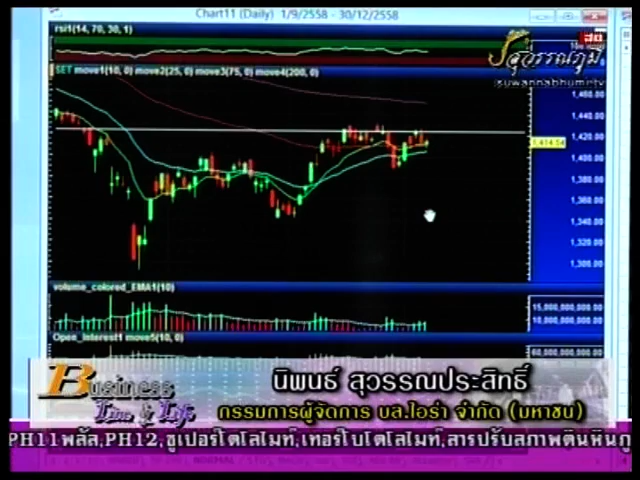 Chart11 (Daily) 1/9/2558 - 30/12/2558
rsi1(14, 70, 30, 1)
สุวรรณภูมิ
suwannabhumitv
SET move1(10, 0) move2(25, 0) move3(75, 0) move4(200, 0)
1,460.00
1,440.00
1,420.00
1,414.54
1,400.00
1,380.00
1,360.00
1,340.00
1,320.00
1,300.00
volume_colored_EMA1(10)
15,000,000,000.00
10,000,000,000.00
Open_Interest1 move5(10, 0)
60,000,000,000.00
Business
Line & Life
นิพนธ์ สุวรรณประสิทธิ์
กรรมการผู้จัดการ บล.ไอร่า จำกัด (มหาชน)
PH11พลัส,PH12,ซูเปอร์โดโลไมท์,เทอร์โบโดโลไมท์,สารปรับสภาพดินหินภู